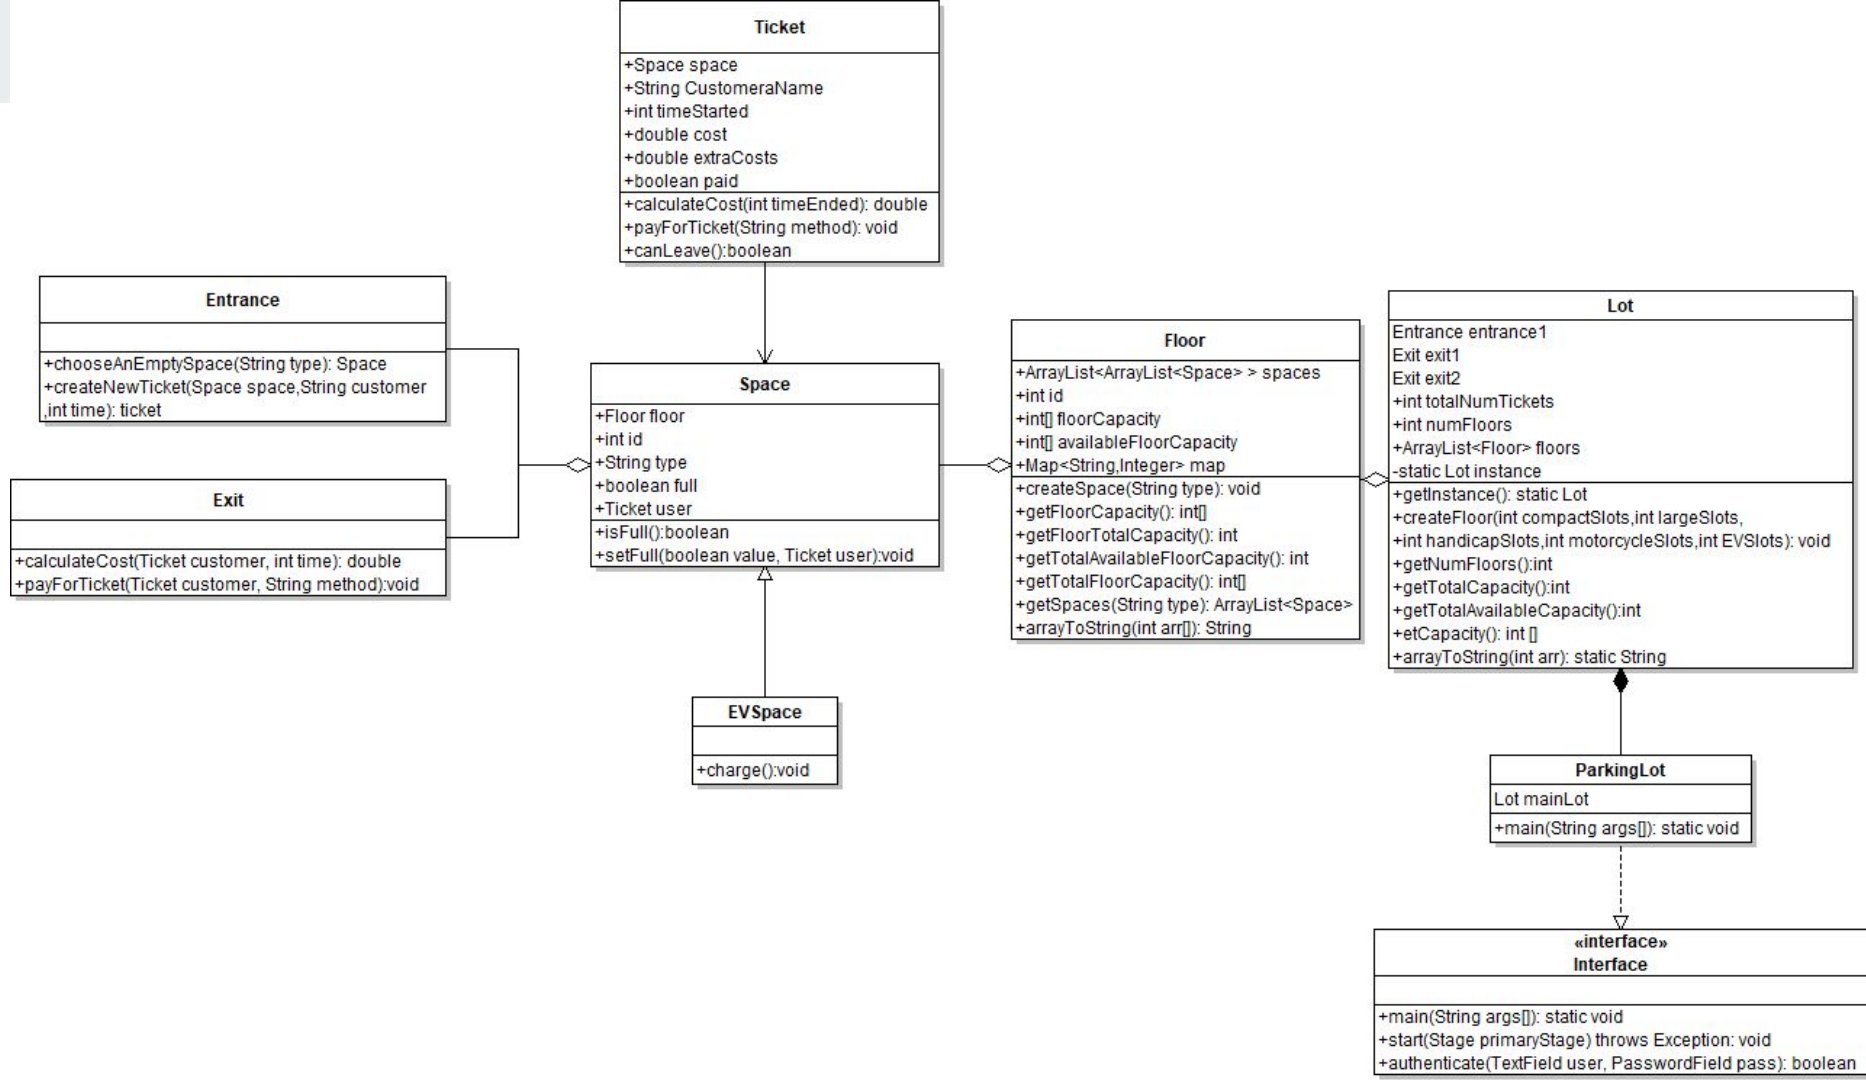 Ticket
+Space space
+String CustomeraName
+int timeStarted
+double cost
+double extraCosts
+boolean paid
+calculateCost(int timeEnded): double
+payForTicket(String method): void
+canLeave():boolean
Entrance
+chooseAnEmptySpace(String type): Space
+createNewTicket(Space space,String customer
,int time): ticket
Exit
+calculateCost(Ticket customer, int time): double
+payForTicket(Ticket customer, String method):void
Space
+Floor floor
+int id
+String type
+boolean full
+Ticket user
+isFull():boolean
+setFull(boolean value, Ticket user):void
EVSpace
+charge():void
Floor
+ArrayList<ArrayList<Space> > spaces
+int id
+int[] floorCapacity
+int[] availableFloorCapacity
+Map<String,Integer> map
+createSpace(String type): void
+getFloorCapacity(): int[]
+getFloorTotalCapacity(): int
+getTotalAvailableFloorCapacity(): int
+getTotalFloorCapacity(): int[]
+getSpaces(String type): ArrayList<Space>
+arrayToString(int arr[]): String
Lot
Entrance entrance1
Exit exit1
Exit exit2
+int totalNumTickets
+int numFloors
+ArrayList<Floor> floors
-static Lot instance
+getInstance(): static Lot
+createFloor(int compactSlots,int largeSlots,
+int handicapSlots,int motorcycleSlots,int EVSlots): void
+getNumFloors():int
+getTotalCapacity():int
+getTotalAvailableCapacity():int
+etCapacity(): int []
+arrayToString(int arr): static String
ParkingLot
Lot mainLot
+main(String args[]): static void
«interface»
Interface
+main(String args[]): static void
+start(Stage primaryStage) throws Exception: void
+authenticate(TextField user, PasswordField pass): boolean